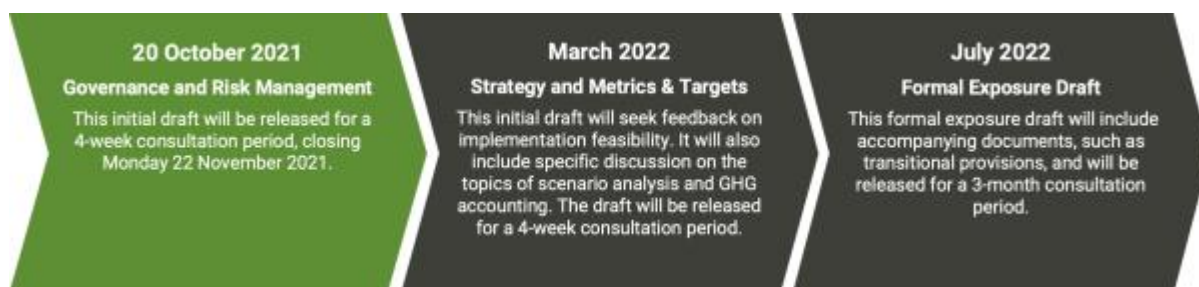 20 October 2021
Governance and Risk Management
This initial draft will be released for a
4-week consultation period, closing
Monday 22 November 2021.
March 2022
Strategy and Metrics & Targets
This initial draft will seek feedback on
implementation feasibility. It will also
include specific discussion on the
topics of scenario analysis and GHG
accounting. The draft will be released
for a 4-week consultation period.
July 2022
Formal Exposure Draft
This formal exposure draft will include
accompanying documents, such as
transitional provisions, and will be
released for a 3-month consultation
period.